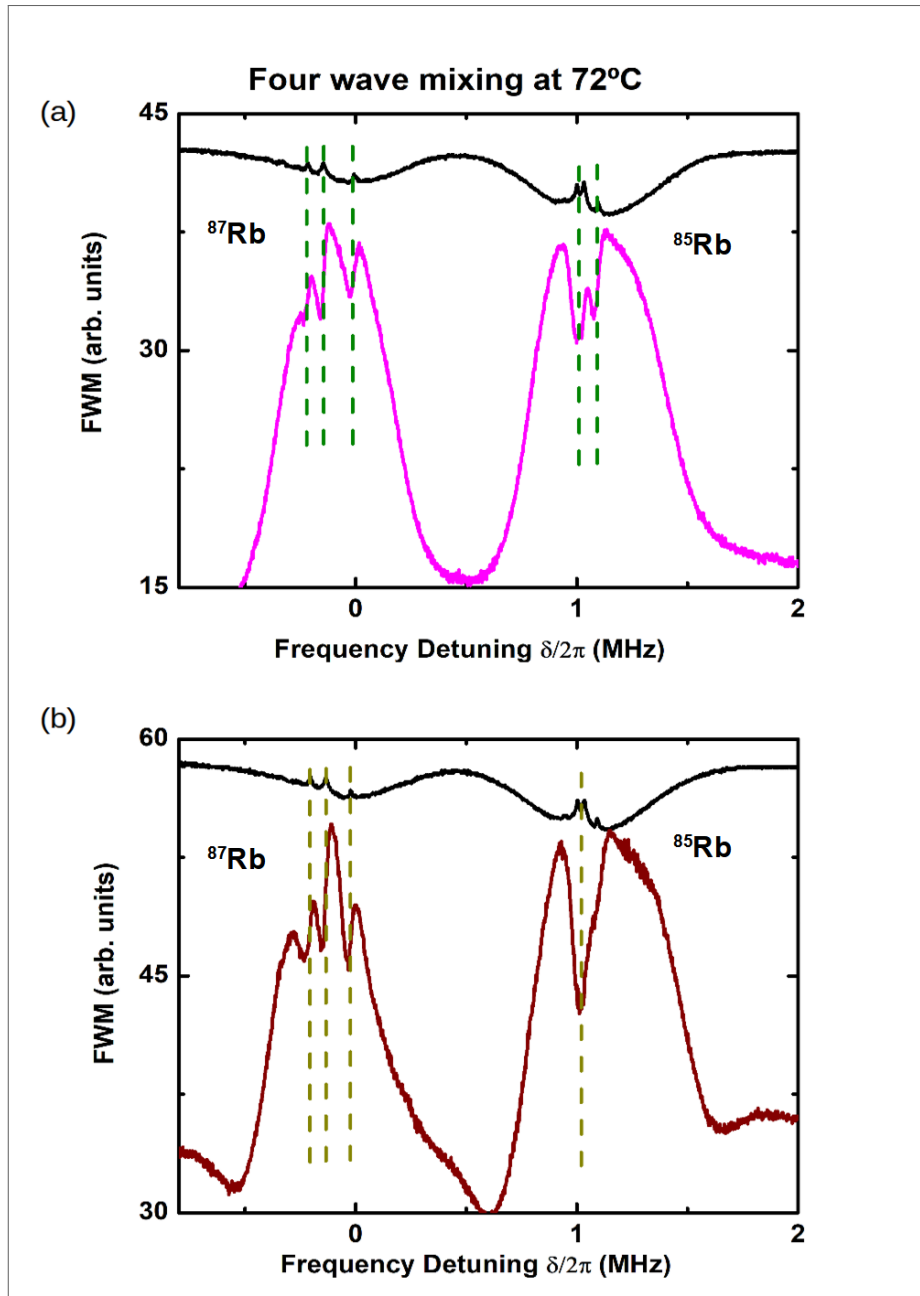 Four wave mixing at 72ºC
(a)
45
30
15
FWM (arb. units)
⁸⁷Rb
⁸⁵Rb
0
1
2
Frequency Detuning δ/2π (MHz)
(b)
60
45
30
FWM (arb. units)
⁸⁷Rb
⁸⁵Rb
0
1
2
Frequency Detuning δ/2π (MHz)